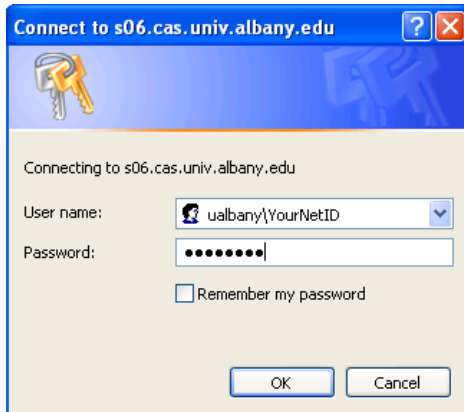 Connect to s06.cas.univ.albany.edu
Connecting to s06.cas.univ.albany.edu
User name: ualbany\YourNetID
Password: ●●●●●●●●
Remember my password
OK Cancel